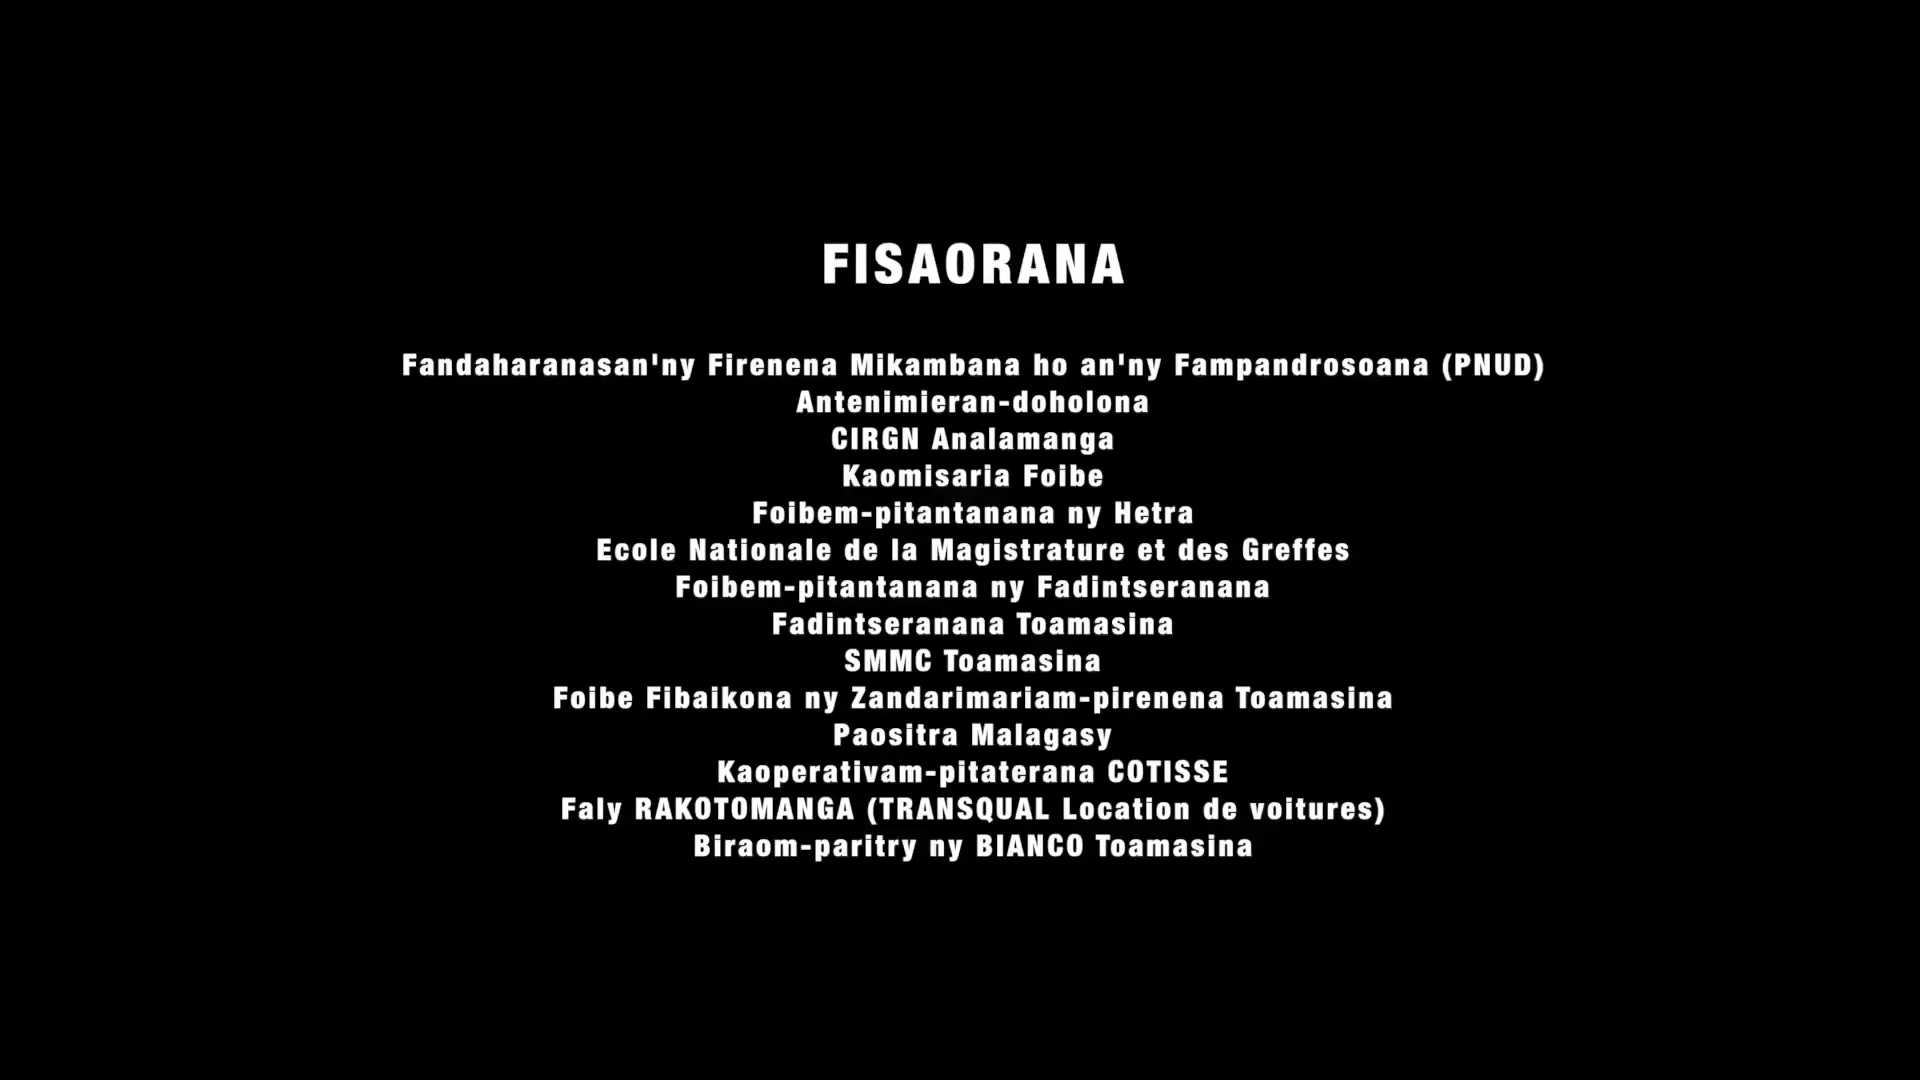 FISAORANA
Fandaharanasan'ny Firenena Mikambana ho an'ny Fampandrosoana (PNUD)
Antenimieran-doholona
CIRGN Analamanga
Kaomisaria Foibe
Foibem-pitantanana ny Hetra
Ecole Nationale de la Magistrature et des Greffes
Foibem-pitantanana ny Fadintseranana
Fadintseranana Toamasina
SMMC Toamasina
Foibe Fibaikona ny Zandarimariam-pirenena Toamasina
Paositra Malagasy
Kaoperativam-pitaterana COTISSE
Faly RAKOTOMANGA (TRANSQUAL Location de voitures)
Biraom-paritry ny BIANCO Toamasina